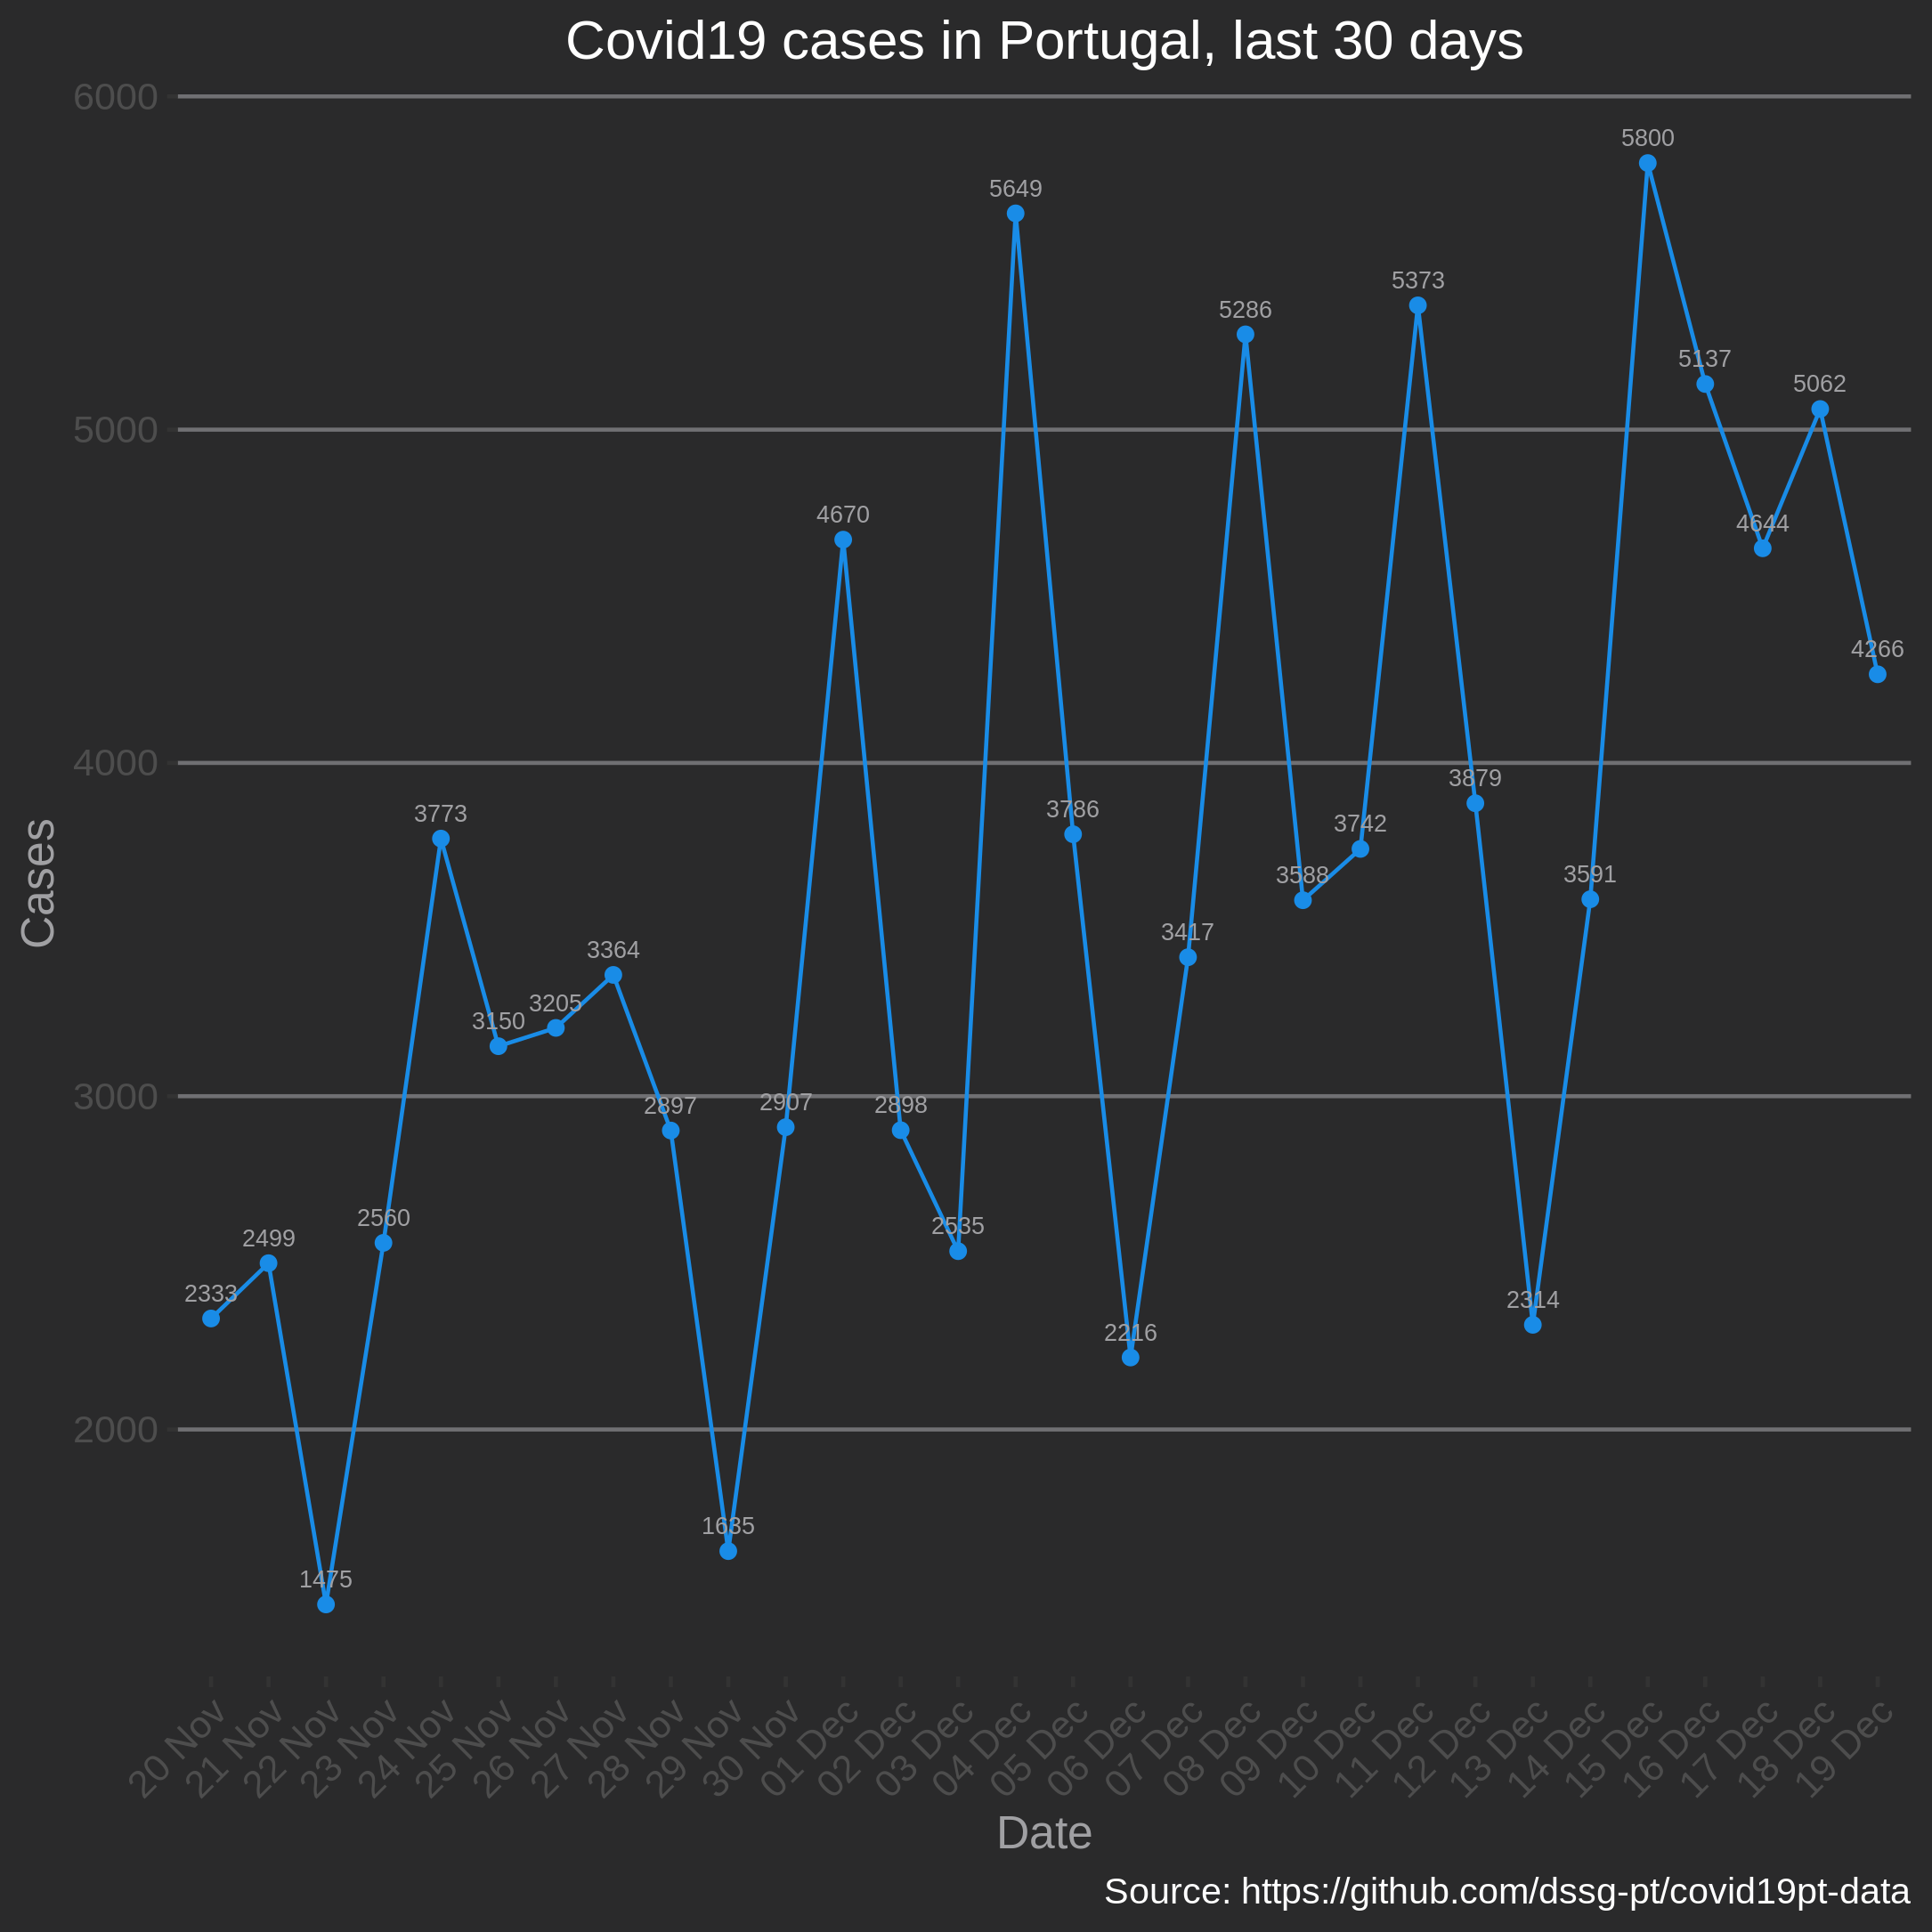 Covid19 cases in Portugal, last 30 days
6000
5000
4000
3000
2000
Cases
2333
2499
1475
2560
3773
3150
3205
3364
2897
1635
2907
4670
2898
2535
5649
3786
2216
3417
5286
3588
3742
5373
3879
2314
3591
5800
5137
4644
5062
4266
20 Nov
21 Nov
22 Nov
23 Nov
24 Nov
25 Nov
26 Nov
27 Nov
28 Nov
29 Nov
30 Nov
01 Dec
02 Dec
03 Dec
04 Dec
05 Dec
06 Dec
07 Dec
08 Dec
09 Dec
10 Dec
11 Dec
12 Dec
13 Dec
14 Dec
15 Dec
16 Dec
17 Dec
18 Dec
19 Dec
Date
Source: https://github.com/dssg-pt/covid19pt-data